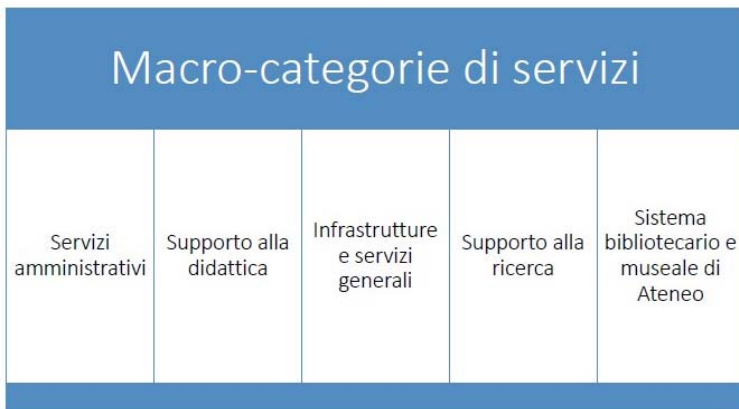 Macro-categorie di servizi
Servizi
amministrativi
Supporto alla
didattica
Infrastrutture
e servizi
generali
Supporto alla
ricerca
Sistema
bibliotecario e
museale di
Ateneo